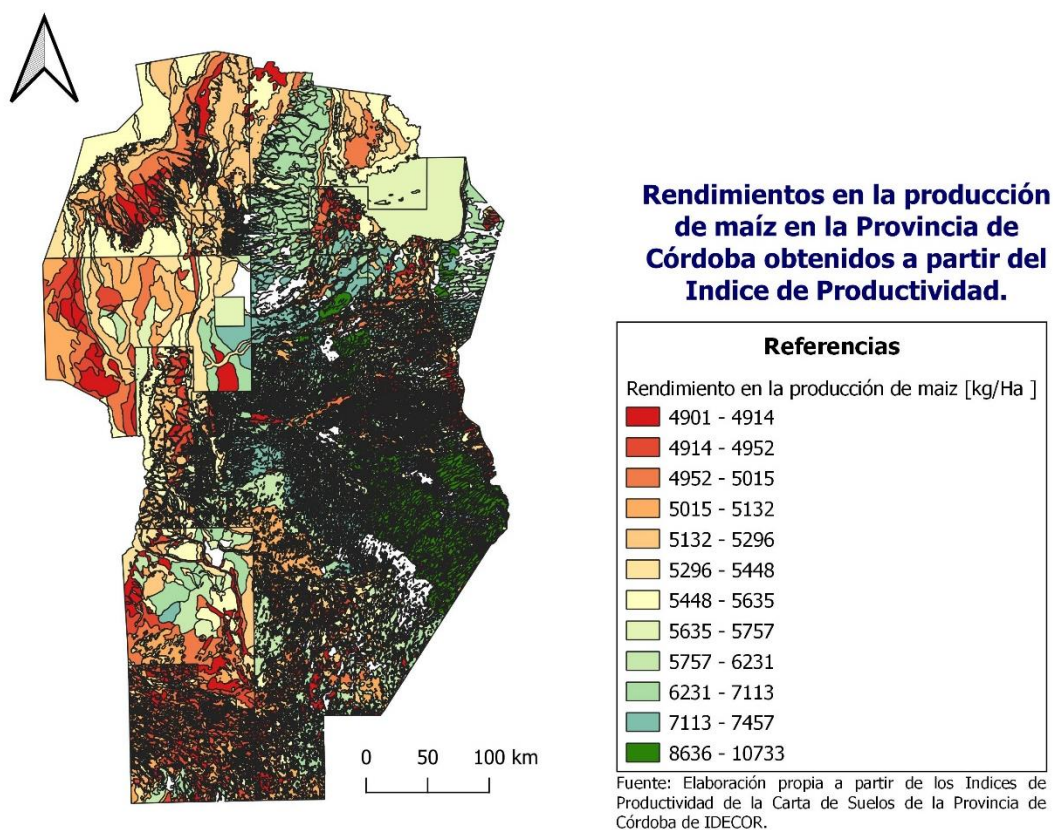 Rendimientos en la producción
de maíz en la Provincia de
Córdoba obtenidos a partir del
Indice de Productividad.
Referencias
Rendimiento en la producción de maiz [kg/Ha ]
4901 - 4914
4914 - 4952
4952 - 5015
5015 - 5132
5132 - 5296
5296 - 5448
5448 - 5635
5635 - 5757
5757 - 6231
6231 - 7113
7113 - 7457
8636 - 10733
0 50 100 km
Fuente: Elaboración propia a partir de los Indices de
Productividad de la Carta de Suelos de la Provincia de
Córdoba de IDECOR.